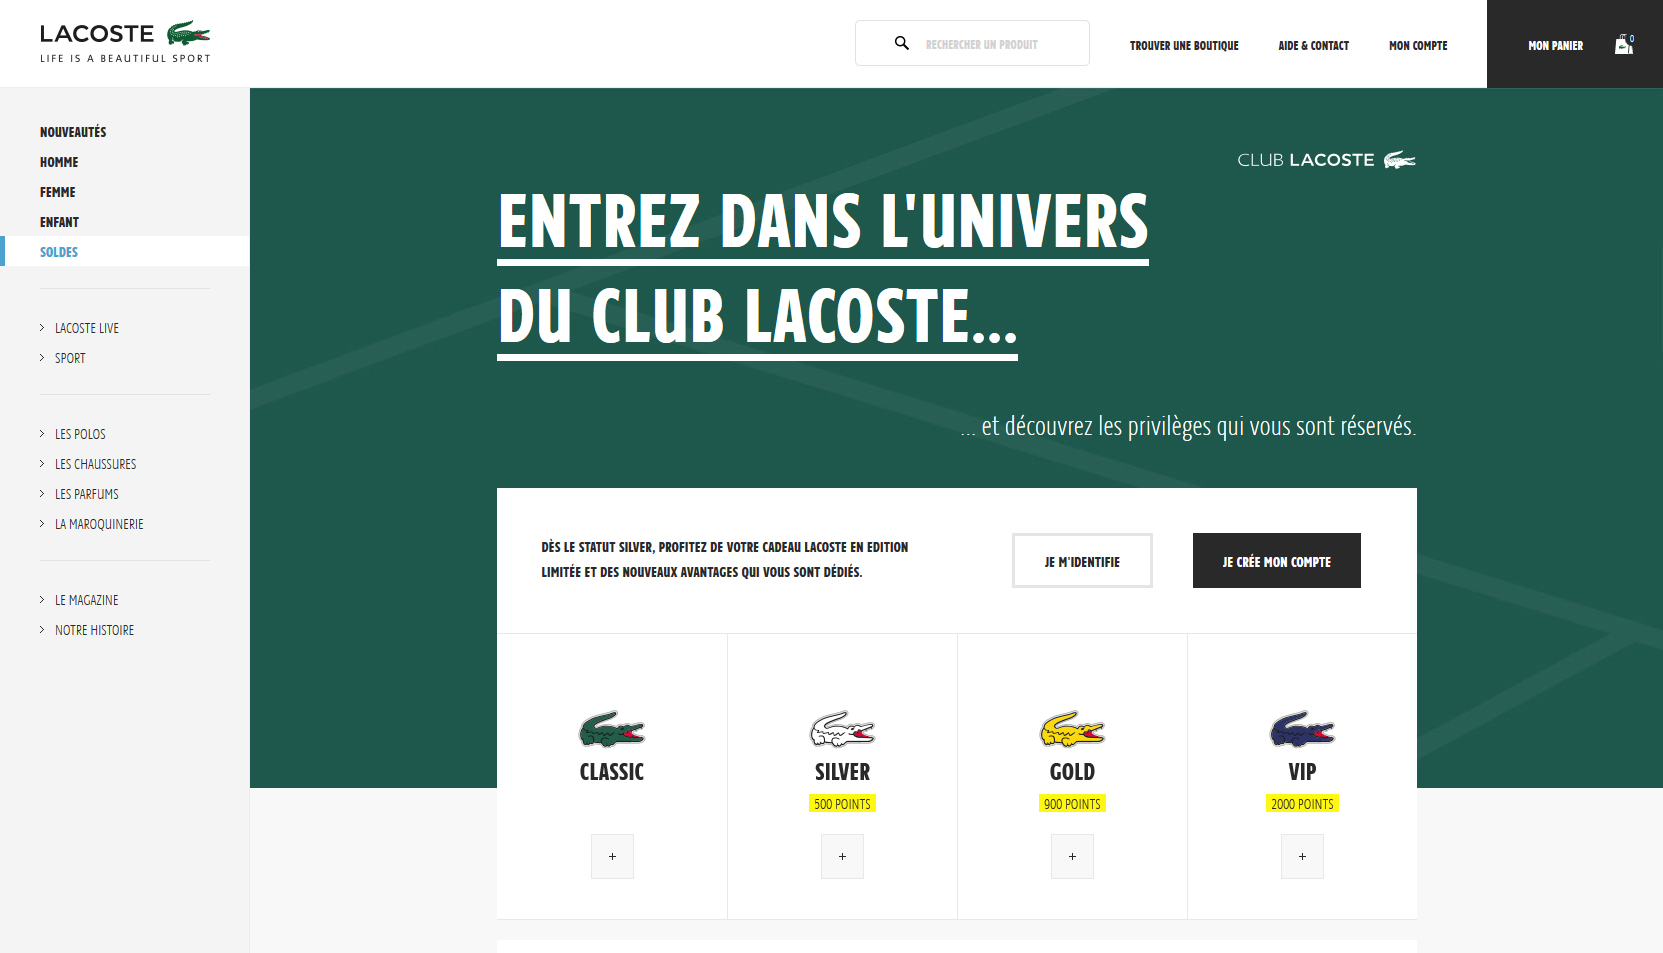 LACOSTE
LIFE IS A BEAUTIFUL SPORT
RECHERCHER UN PRODUIT
TROUVER UNE BOUTIQUE
AIDE & CONTACT
MON COMPTE
MON PANIER
0
NOUVEAUTÉS
HOMME
FEMME
ENFANT
SOLDES
LACOSTE LIVE
SPORT
LES POLOS
LES CHAUSSURES
LES PARFUMS
LA MAROQUINERIE
LE MAGAZINE
NOTRE HISTOIRE
CLUB LACOSTE
ENTREZ DANS L'UNIVERS
DU CLUB LACOSTE...
... et découvrez les privilèges qui vous sont réservés.
DÈS LE STATUT SILVER, PROFITEZ DE VOTRE CADEAU LACOSTE EN EDITION
LIMITÉE ET DES NOUVEAUX AVANTAGES QUI VOUS SONT DÉDIÉS.
JE M'IDENTIFIE
JE CRÉE MON COMPTE
CLASSIC
+
SILVER
500 POINTS
+
GOLD
900 POINTS
+
VIP
2000 POINTS
+